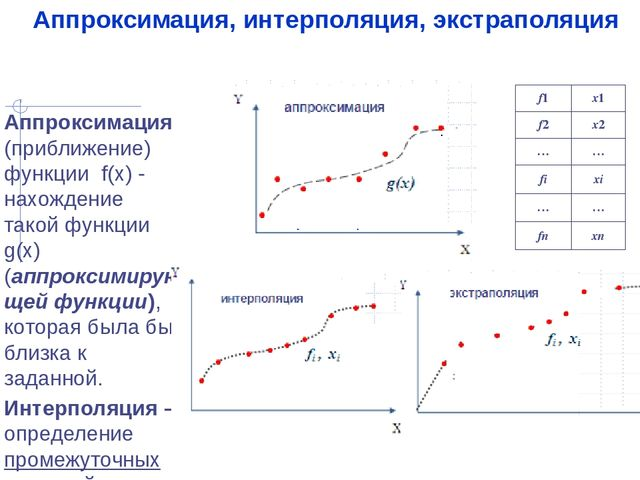 Аппроксимация, интерполяция, экстраполяция
Аппроксимация
(приближение)
функции f(x) -
нахождение
такой функции
g(x)
(аппроксимирую
щей функции),
которая была бы
близка к
заданной.
Интерполяция –
определение
промежуточных
Y
аппроксимация
g(x)
X
f1 x1
f2 x2
… …
fi xi
… …
fn xn
Y
интерполяция
fi, xi
X
Y
экстраполяция
fi, xi